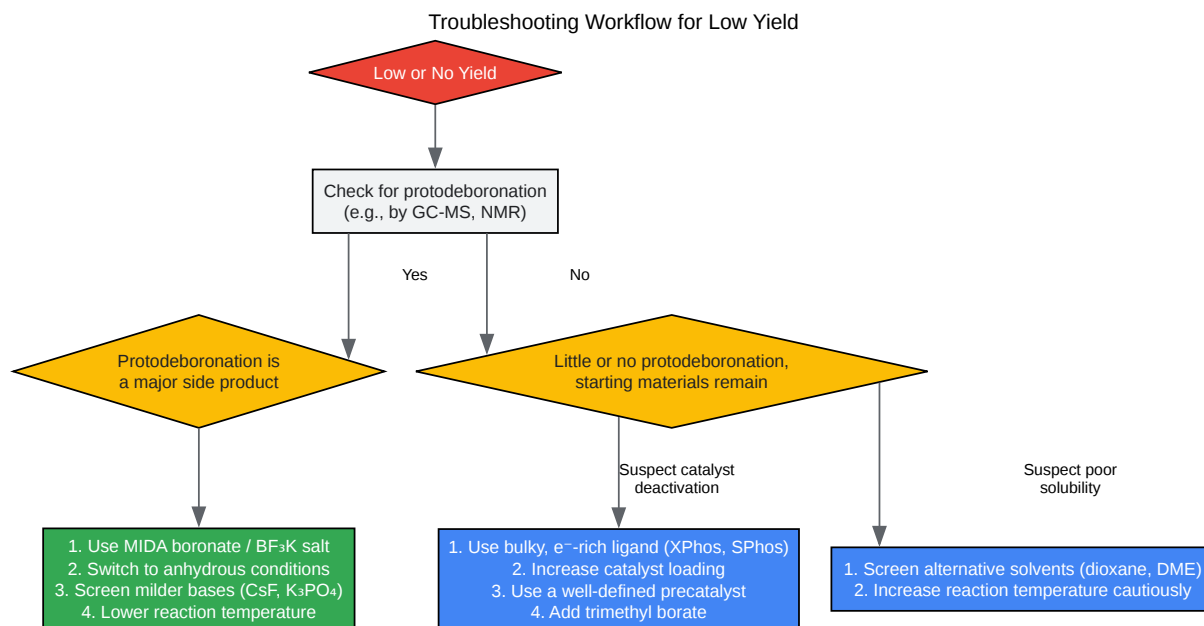 Troubleshooting Workflow for Low Yield
Low or No Yield
Check for protodeboronation
(e.g., by GC-MS, NMR)
Yes
No
Protodeboronation is
a major side product
Little or no protodeboronation,
starting materials remain
Suspect catalyst
deactivation
Suspect poor
solubility
1. Use MIDA boronate / BF₃K salt
2. Switch to anhydrous conditions
3. Screen milder bases (CsF, K₃PO₄)
4. Lower reaction temperature
1. Use bulky, e⁻-rich ligand (XPhos, SPhos)
2. Increase catalyst loading
3. Use a well-defined precatalyst
4. Add trimethyl borate
1. Screen alternative solvents (dioxane, DME)
2. Increase reaction temperature cautiously